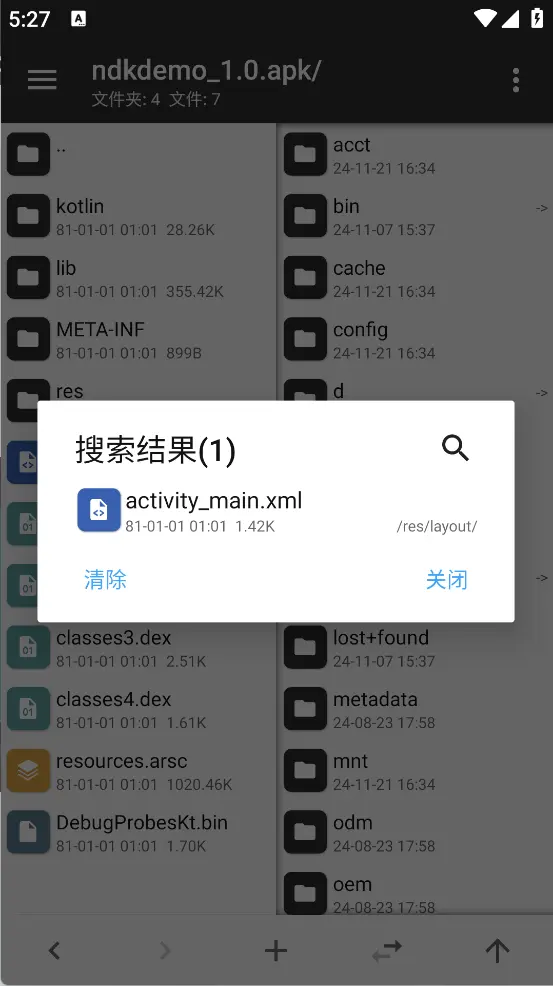 5:27
A
ndkdemo_1.0.apk/
文件夹: 4 文件: 7
..
kotlin
81-01-01 01:01 28.26K
lib
81-01-01 01:01 355.42K
META-INF
81-01-01 01:01 899B
res
acct
24-11-21 16:34
bin
24-11-07 15:37
->
cache
24-11-21 16:34
config
24-11-21 16:34
d
->
搜索结果(1)
activity_main.xml
81-01-01 01:01 1.42K
/res/layout/
清除
关闭
->
01
01
01
classes3.dex
81-01-01 01:01 2.51K
01
classes4.dex
81-01-01 01:01 1.61K
resources.arsc
81-01-01 01:01 1020.46K
DebugProbesKt.bin
81-01-01 01:01 1.70K
lost+found
24-11-07 15:37
metadata
24-08-23 17:58
mnt
24-11-21 16:34
odm
24-08-23 17:58
oem
24-08-23 17:58